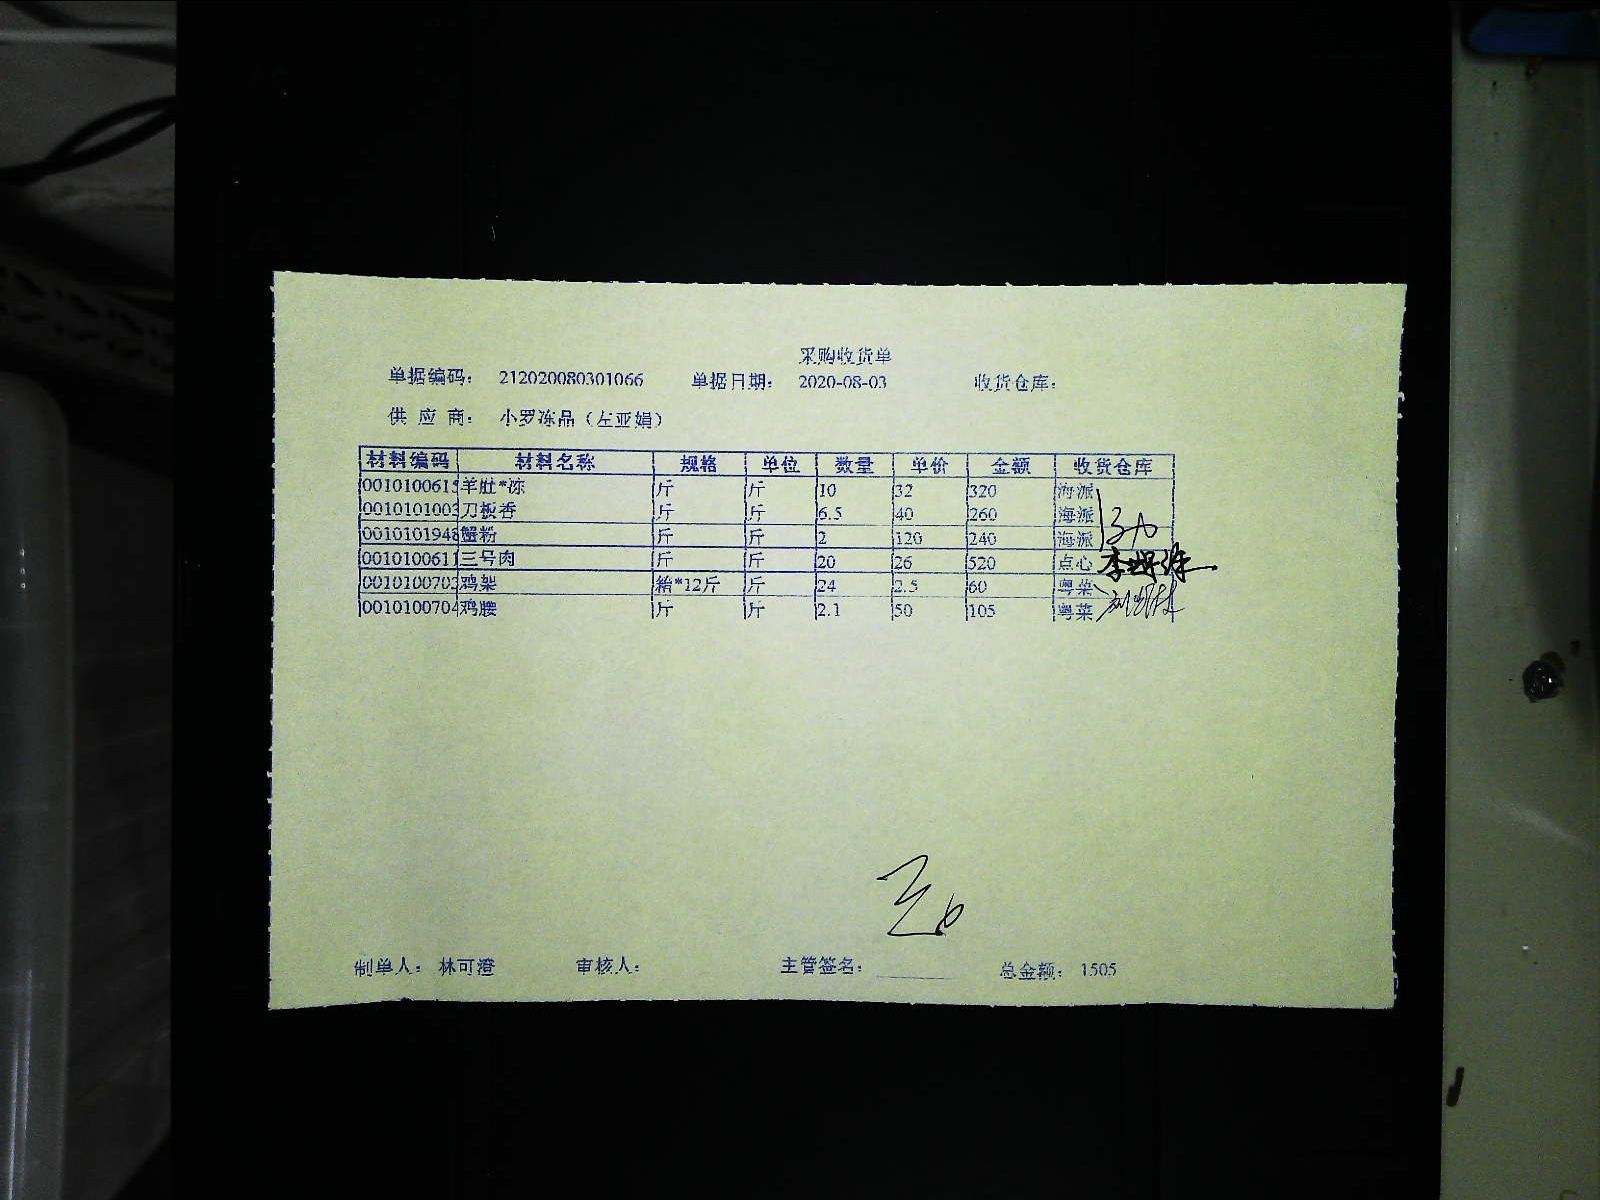 采购收货单
单据编码： 212020080301066 单据日期： 2020-08-03 收货仓库：
供 应 商： 小罗冻品（左亚娟）
材料编码 材料名称 规格 单位 数量 单价 金额 收货仓库
001010061 羊肚*冻 斤 斤 10 32 320 海派
001010100 刀板香 斤 斤 6.5 40 260 海派
001010194 蟹粉 斤 斤 2 120 240 海派
001010061 三号肉 斤 斤 20 26 520 点心
001010070 鸡架 *12斤 斤 24 2.5 60 粤菜
0010100704 鸡腰 斤 斤 2.1 50 105 粤菜
制单人： 林可澄 审核人： 主管签名： 总金额： 1505